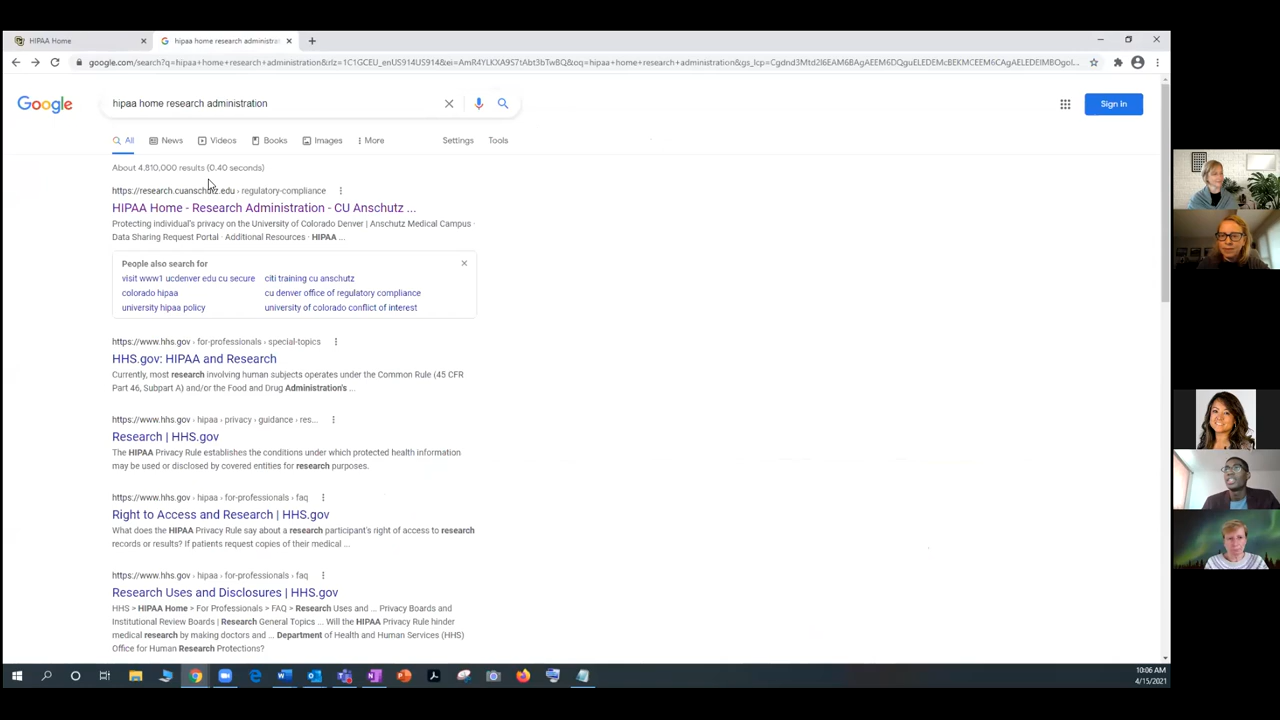 HIPAA Home
hipaa home research administrat
google.com/search?q=hipaa+home+research+administration&rlz=1C1GCEU_enUS914US914&ei=
hipaa home research administration
Google
Sign in
All News Videos Books Images More Settings Tools
About 4,810,000 results (0.40 seconds)
https://research.cuanschutz.edu › regulatory-compliance
HIPAA Home - Research Administration - CU Anschutz ...
Protecting individual's privacy on the University of Colorado Denver | Anschutz Medical Campus ·
Data Sharing Request Portal · Additional Resources · HIPAA ...
People also search for
visit www1 ucdenver edu cu secure citi training cu anschutz
colorado hipaa cu denver office of regulatory compliance
university hipaa policy university of colorado conflict of interest
https://www.hhs.gov › for-professionals › special-topics
HHS.gov: HIPAA and Research
Currently, most research involving human subjects operates under the Common Rule (45 CFR
Part 46, Subpart A) and/or the Food and Drug Administration's ...
https://www.hhs.gov › hipaa › privacy › guidance › res...
Research | HHS.gov
The HIPAA Privacy Rule establishes the conditions under which protected health information
may be used or disclosed by covered entities for research purposes.
https://www.hhs.gov › hipaa › for-professionals › faq
Right to Access and Research | HHS.gov
What does the HIPAA Privacy Rule say about a research participant's right of access to research
records or results? If patients request copies of their medical ...
https://www.hhs.gov › hipaa › for-professionals › faq
Research Uses and Disclosures | HHS.gov
HHS > HIPAA Home > For Professionals > FAQ > Research Uses and ... Privacy Boards and
Institutional Review Boards | Research General Topics ... Will the HIPAA Privacy Rule hinder
medical research by making doctors and ... Department of Health and Human Services (HHS)
Office for Human Research Protections?
10:06 AM
4/15/2021